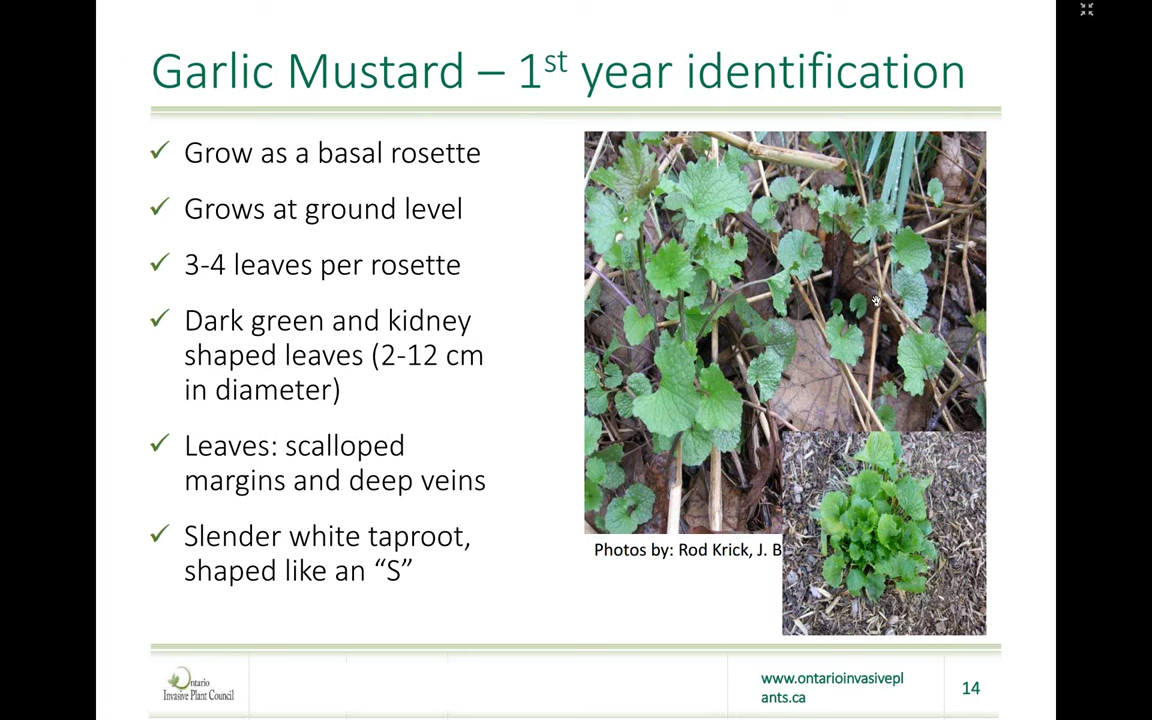 Garlic Mustard – 1st year identification
✓ Grow as a basal rosette
✓ Grows at ground level
✓ 3-4 leaves per rosette
✓ Dark green and kidney
shaped leaves (2-12 cm
in diameter)
✓ Leaves: scalloped
margins and deep veins
✓ Slender white taproot,
shaped like an “S”
Photos by: Rod Krick, J. B
Ontario
Invasive Plant Council
www.ontarioinvasivepl
ants.ca
14